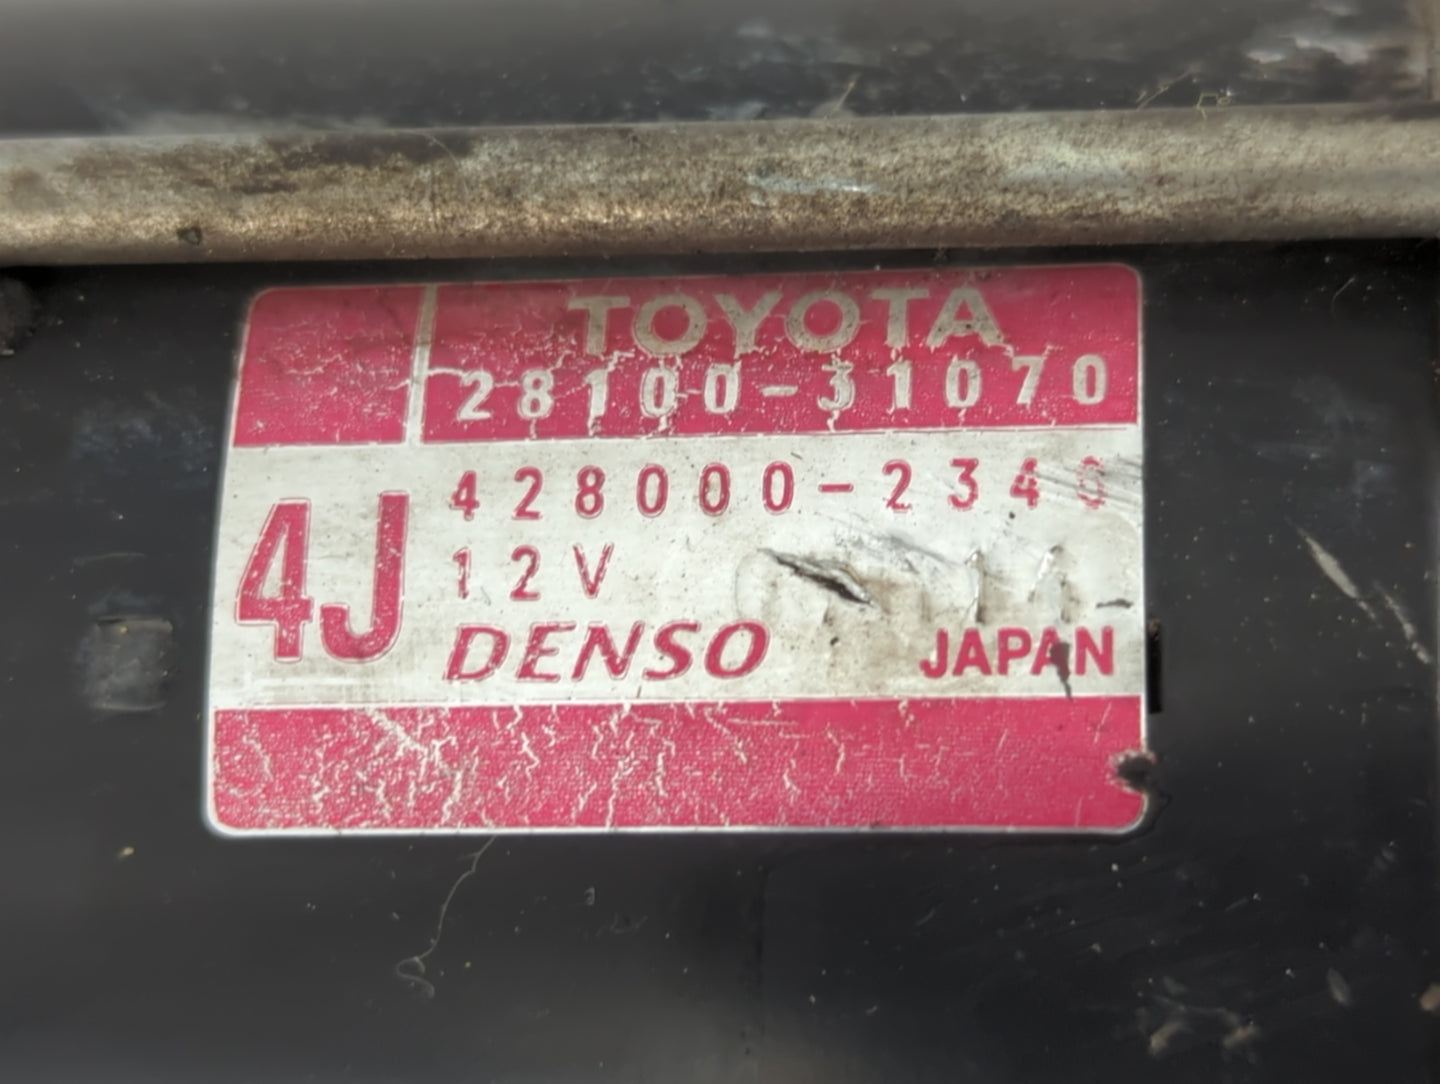 TOYOTA
28100-31070
428000-2340
4J
12V
DENSO
JAPAN